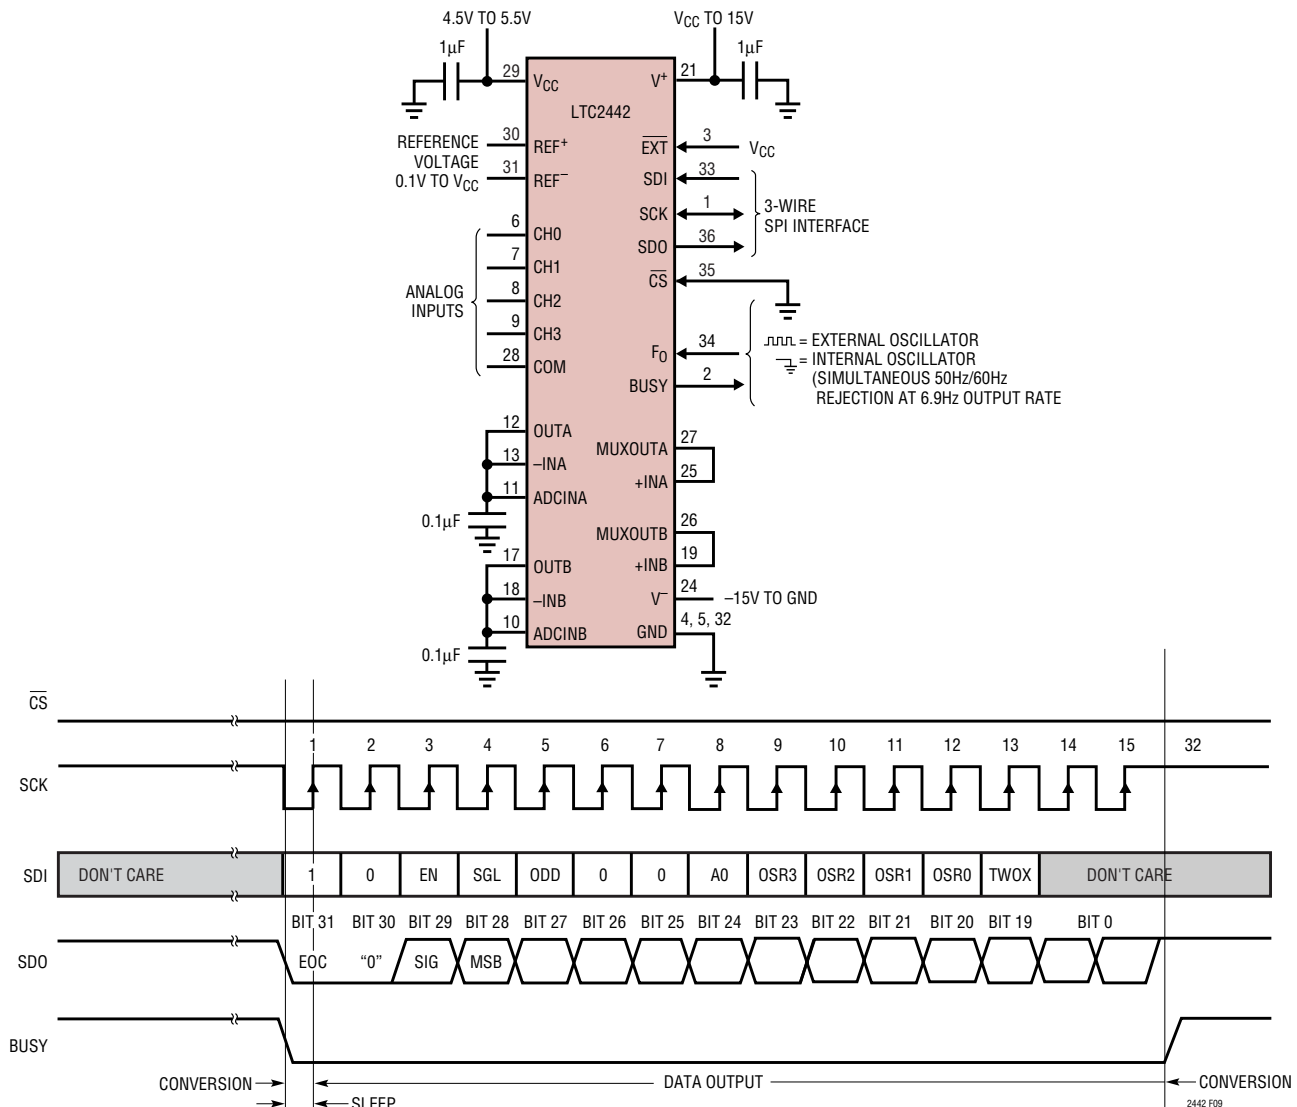 4.5V TO 5.5V
VCC TO 15V
1µF
1µF
29
VCC
V+
21
LTC2442
REFERENCE
VOLTAGE
0.1V TO VCC
30
REF+
31
REF–
EXT
3
VCC
SDI
33
SCK
1
SDO
36
3-WIRE
SPI INTERFACE
CS
35
ANALOG
INPUTS
6
CH0
7
CH1
8
CH2
9
CH3
28
COM
FO
34
BUSY
2
= EXTERNAL OSCILLATOR
= INTERNAL OSCILLATOR
(SIMULTANEOUS 50Hz/60Hz
REJECTION AT 6.9Hz OUTPUT RATE
12
OUTA
13
–INA
11
ADCINA
0.1µF
MUXOUTA
27
+INA
25
17
OUTB
18
–INB
10
ADCINB
0.1µF
MUXOUTB
26
+INB
19
V–
24
–15V TO GND
GND
4, 5, 32
CS
1 2 3 4 5 6 7 8 9 10 11 12 13 14 15 32
SCK
SDI
DON'T CARE 1 0 EN SGL ODD 0 0 A0 OSR3 OSR2 OSR1 OSR0 TWOX DON'T CARE
BIT 31 BIT 30 BIT 29 BIT 28 BIT 27 BIT 26 BIT 25 BIT 24 BIT 23 BIT 22 BIT 21 BIT 20 BIT 19 BIT 0
SDO
EOC “0” SIG MSB
BUSY
CONVERSION
DATA OUTPUT
CONVERSION
SLEEP
2442 F09